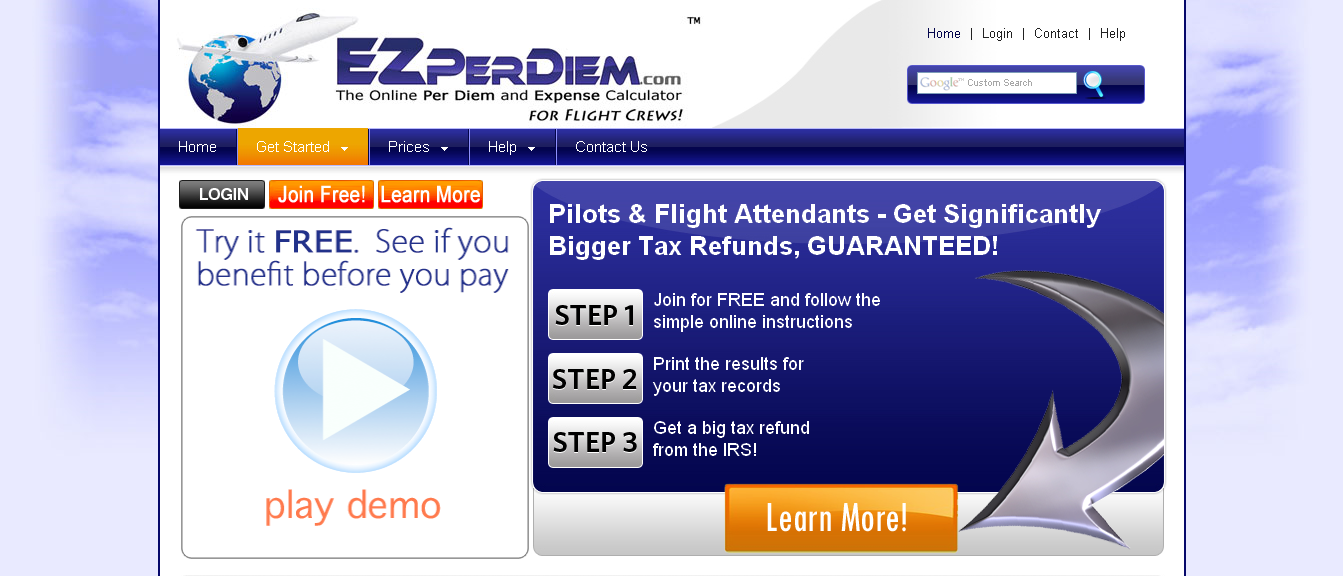 TM
EZPERDIEM.com
The Online Per Diem and Expense Calculator
FOR FLIGHT CREWS!
Home | Login | Contact | Help
Google™ Custom Search
Home Get Started Prices Help Contact Us
LOGIN Join Free! Learn More
Try it FREE. See if you
benefit before you pay
play demo
Pilots & Flight Attendants - Get Significantly
Bigger Tax Refunds, GUARANTEED!
STEP 1
Join for FREE and follow the
simple online instructions
STEP 2
Print the results for
your tax records
STEP 3
Get a big tax refund
from the IRS!
Learn More!